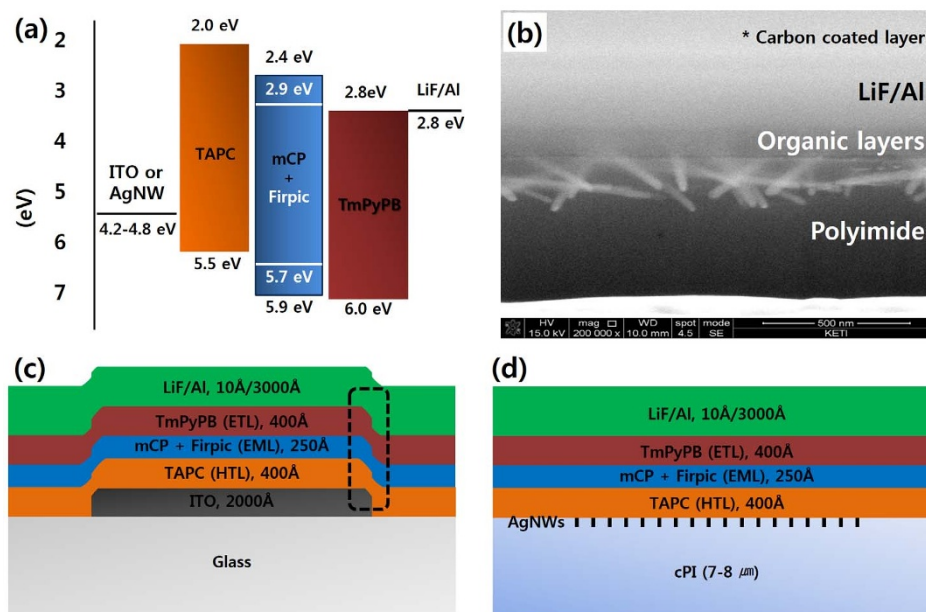 (a)
2.0 eV
2
2.4 eV
3
2.9 eV
2.8eV
LiF/Al
2.8 eV
4
TAPC
mCP
+
Firpic
ITO or
AgNW
5
TmPyPB
(eV)
4.2-4.8 eV
6
5.5 eV
5.7 eV
7
5.9 eV
6.0 eV
(b)
* Carbon coated layer
LiF/Al
Organic layers
Polyimide
HV
mag
WD
spot
mode
500 nm
15.0 kV
200 000 x
10.0 mm
4.5
SE
KETI
(c)
LiF/Al, 10Å/3000Å
TmPyPB (ETL), 400Å
mCP + Firpic (EML), 250Å
TAPC (HTL), 400Å
ITO, 2000Å
Glass
(d)
LiF/Al, 10Å/3000Å
TmPyPB (ETL), 400Å
mCP + Firpic (EML), 250Å
TAPC (HTL), 400Å
AgNWs
cPI (7-8 ㎛)